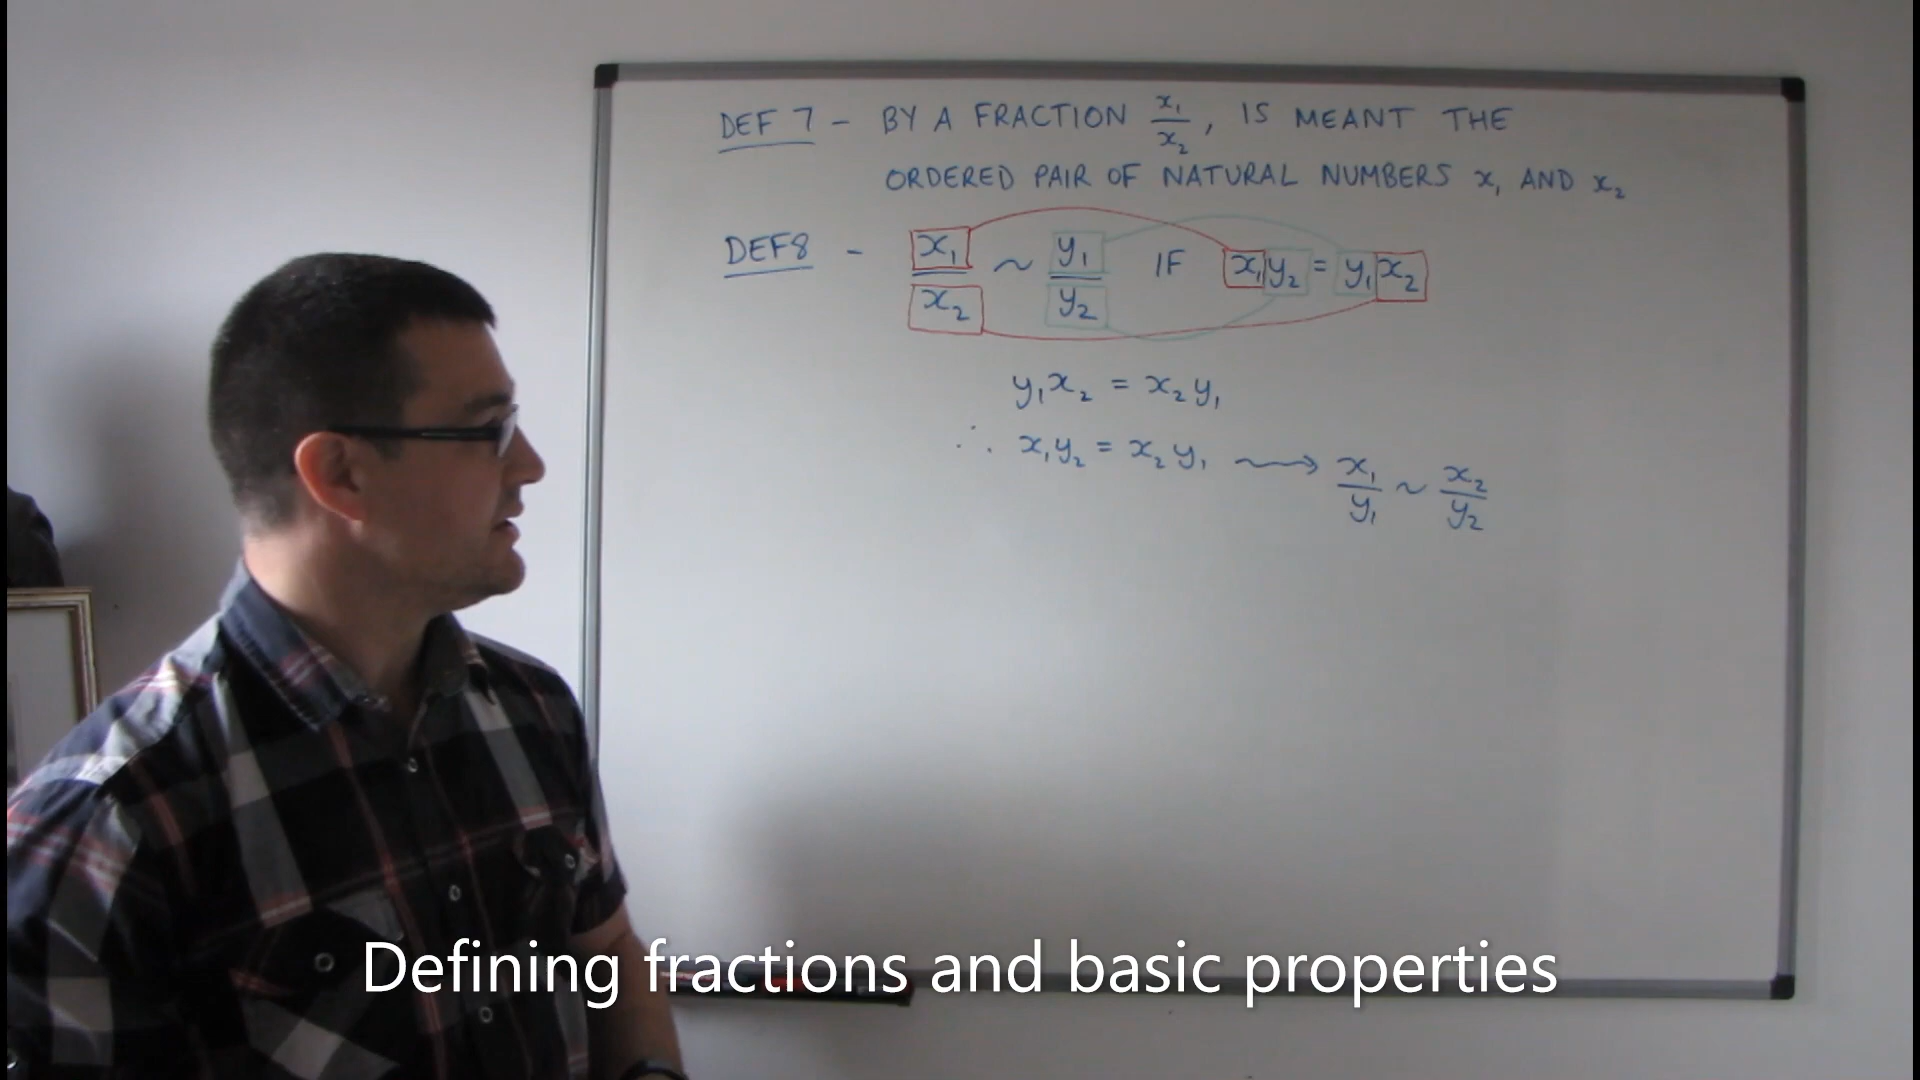 DEF 7 - BY A FRACTION x₁/x₂, IS MEANT THE
ORDERED PAIR OF NATURAL NUMBERS x₁ AND x₂
DEF8 - x₁/x₂ ~ y₁/y₂ IF x₁y₂ = y₁x₂
y₁x₂ = x₂y₁
∴ x₁y₂ = x₂y₁ ⟿ x₁/y₁ ~ x₂/y₂
Defining fractions and basic properties